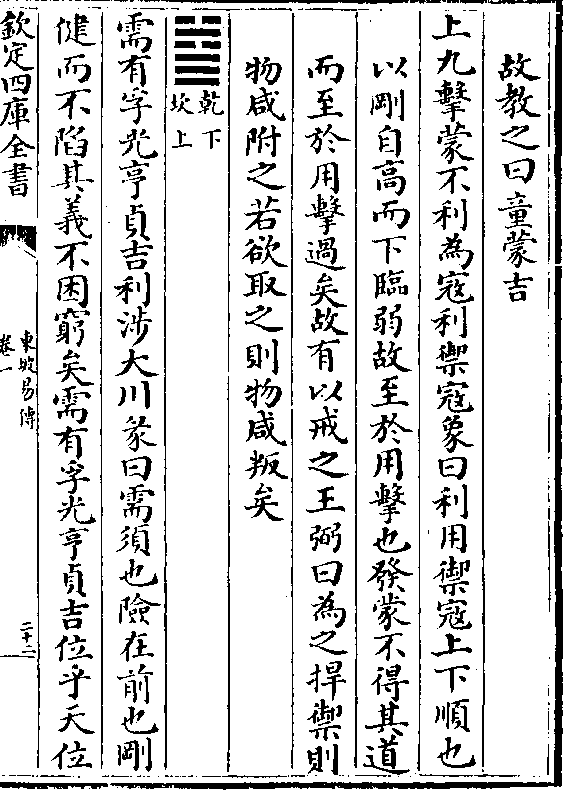 故教之曰童蒙吉
上九擊蒙不利為寇利禦寇象曰利用禦寇上下順也
以剛自高而下臨弱故至於用擊也發蒙不得其道
而至於用擊過矣故有以戒之王弼曰為之捍禦則
物咸附之若欲取之則物咸叛矣
乾下
坎上
需有孚光亨貞吉利涉大川彖曰需須也險在前也剛
健而不陷其義不困窮矣需有孚光亨貞吉位乎天位
欽定四庫全書
東坡易傳
卷一
二十二